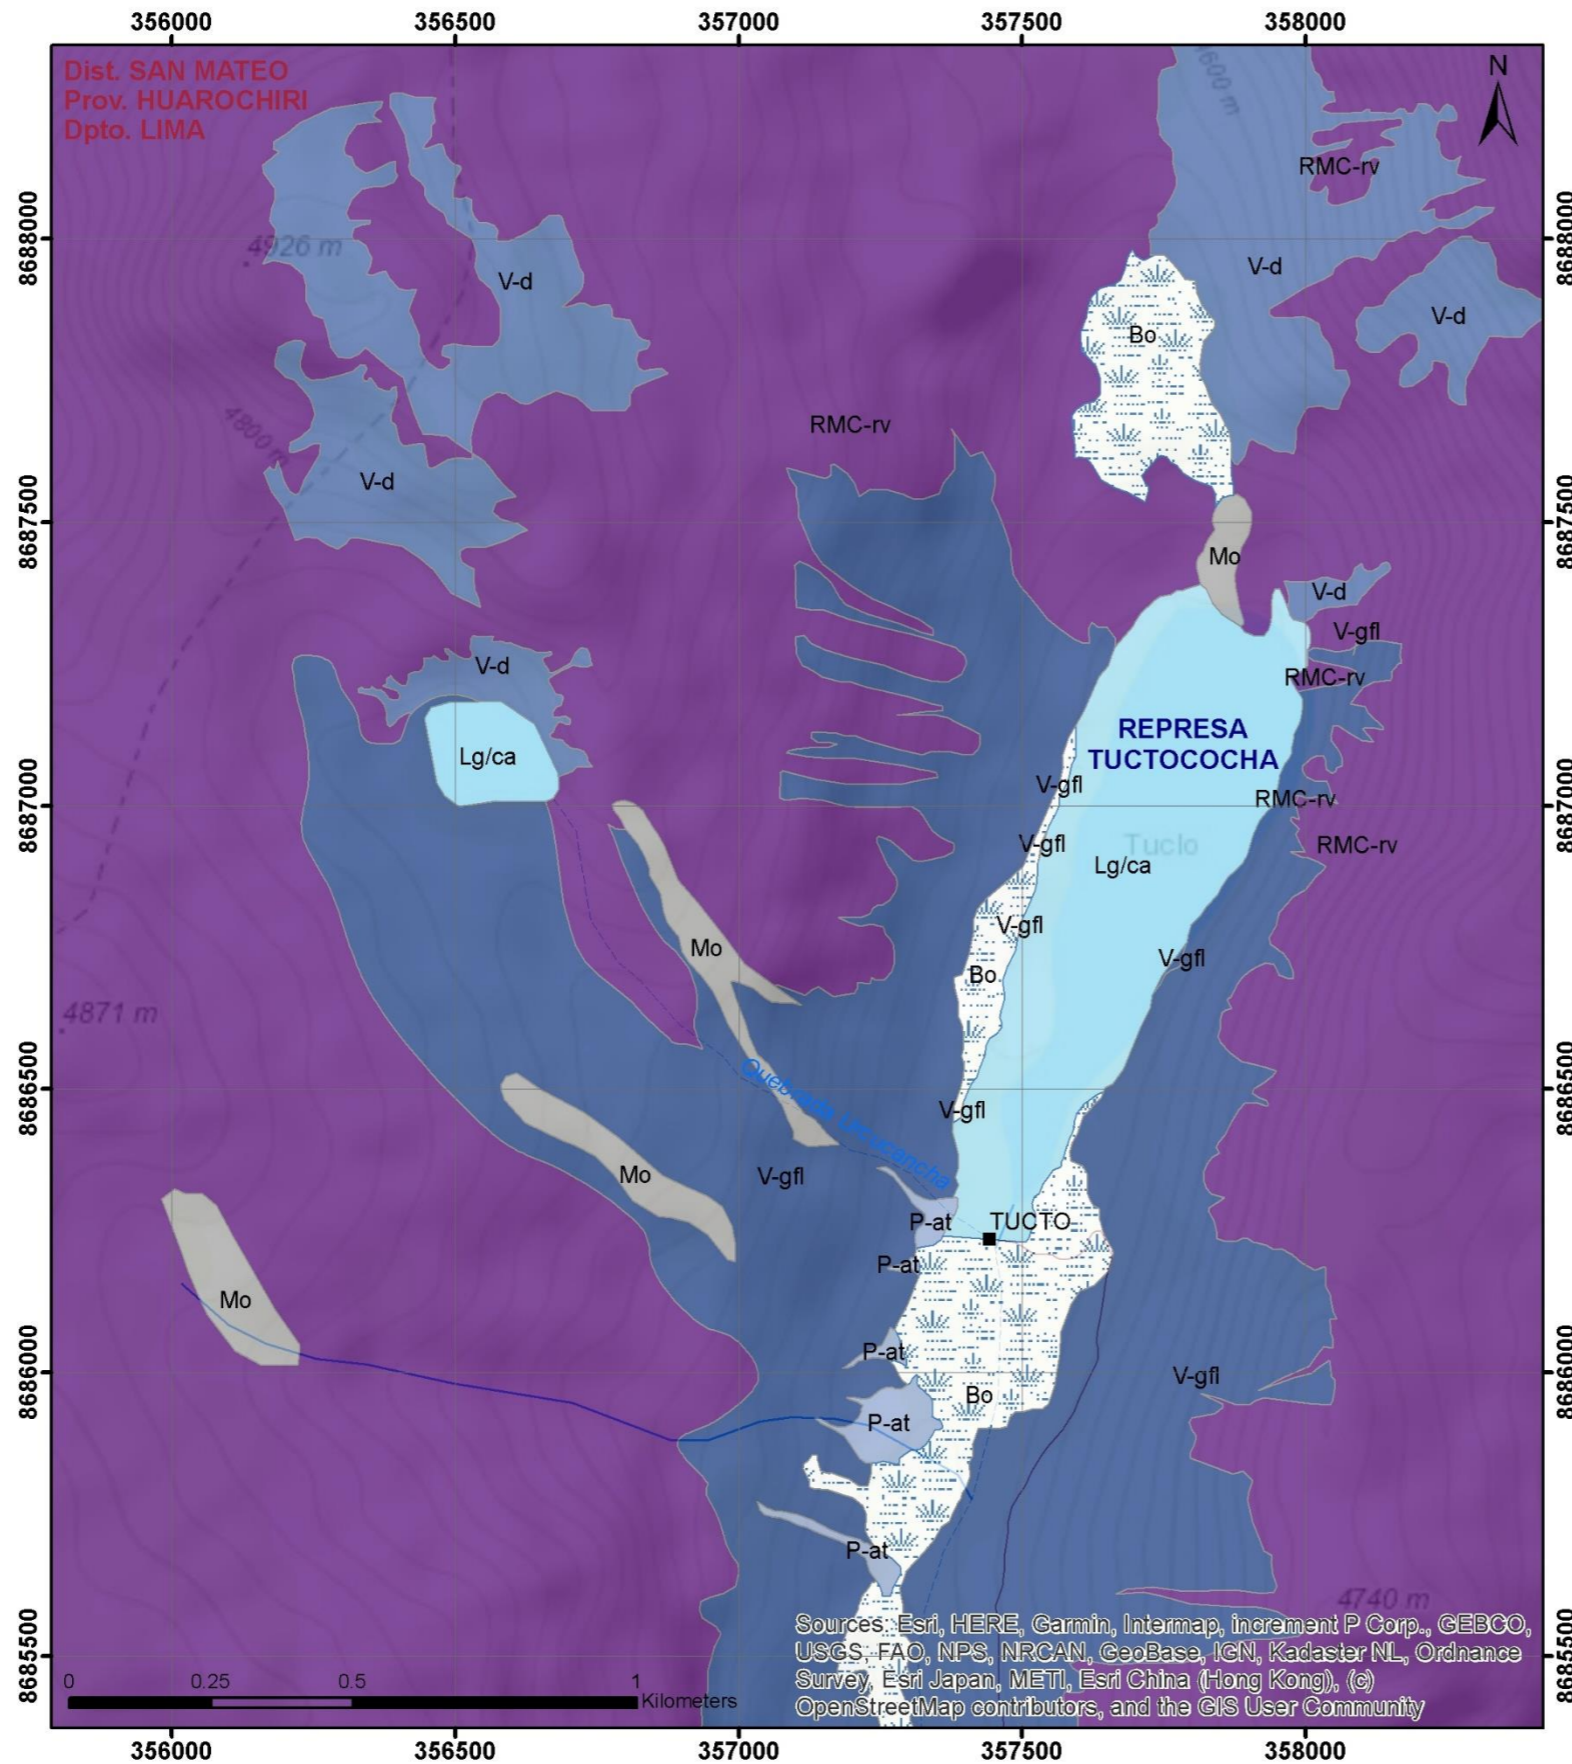 356000 356500 357000 357500 358000
Dist. SAN MATEO
Prov. HUAROCHIRI
Dpto. LIMA
N
600 m
RMC-rv
8688000
8688000
4926 m
V-d
V-d
V-d
Bo
4800 m
RMC-rv
V-d
8687500
8687500
Mo
V-d
V-gfl
V-d
RMC-rv
REPRESA
TUCTOCOCHA
Lg/ca
V-gfl
RMC-rv
8687000
8687000
V-gfl
Tuclo
RMC-rv
Lg/ca
V-gfl
Mo
V-gfl
Bo
4871 m
8686500
8686500
Quebrada Urcucancha
V-gfl
Mo
V-gfl
P-at
TUCTO
P-at
Mo
P-at
8686000
8686000
V-gfl
Bo
P-at
P-at
4740 m
8685500
8685500
Sources: Esri, HERE, Garmin, Intermap, increment P Corp., GEBCO,
USGS, FAO, NPS, NRCAN, GeoBase, IGN, Kadaster NL, Ordnance
Survey, Esri Japan, METI, Esri China (Hong Kong), (c)
OpenStreetMap contributors, and the GIS User Community
0 0.25 0.5 1
Kilometers
356000 356500 357000 357500 358000